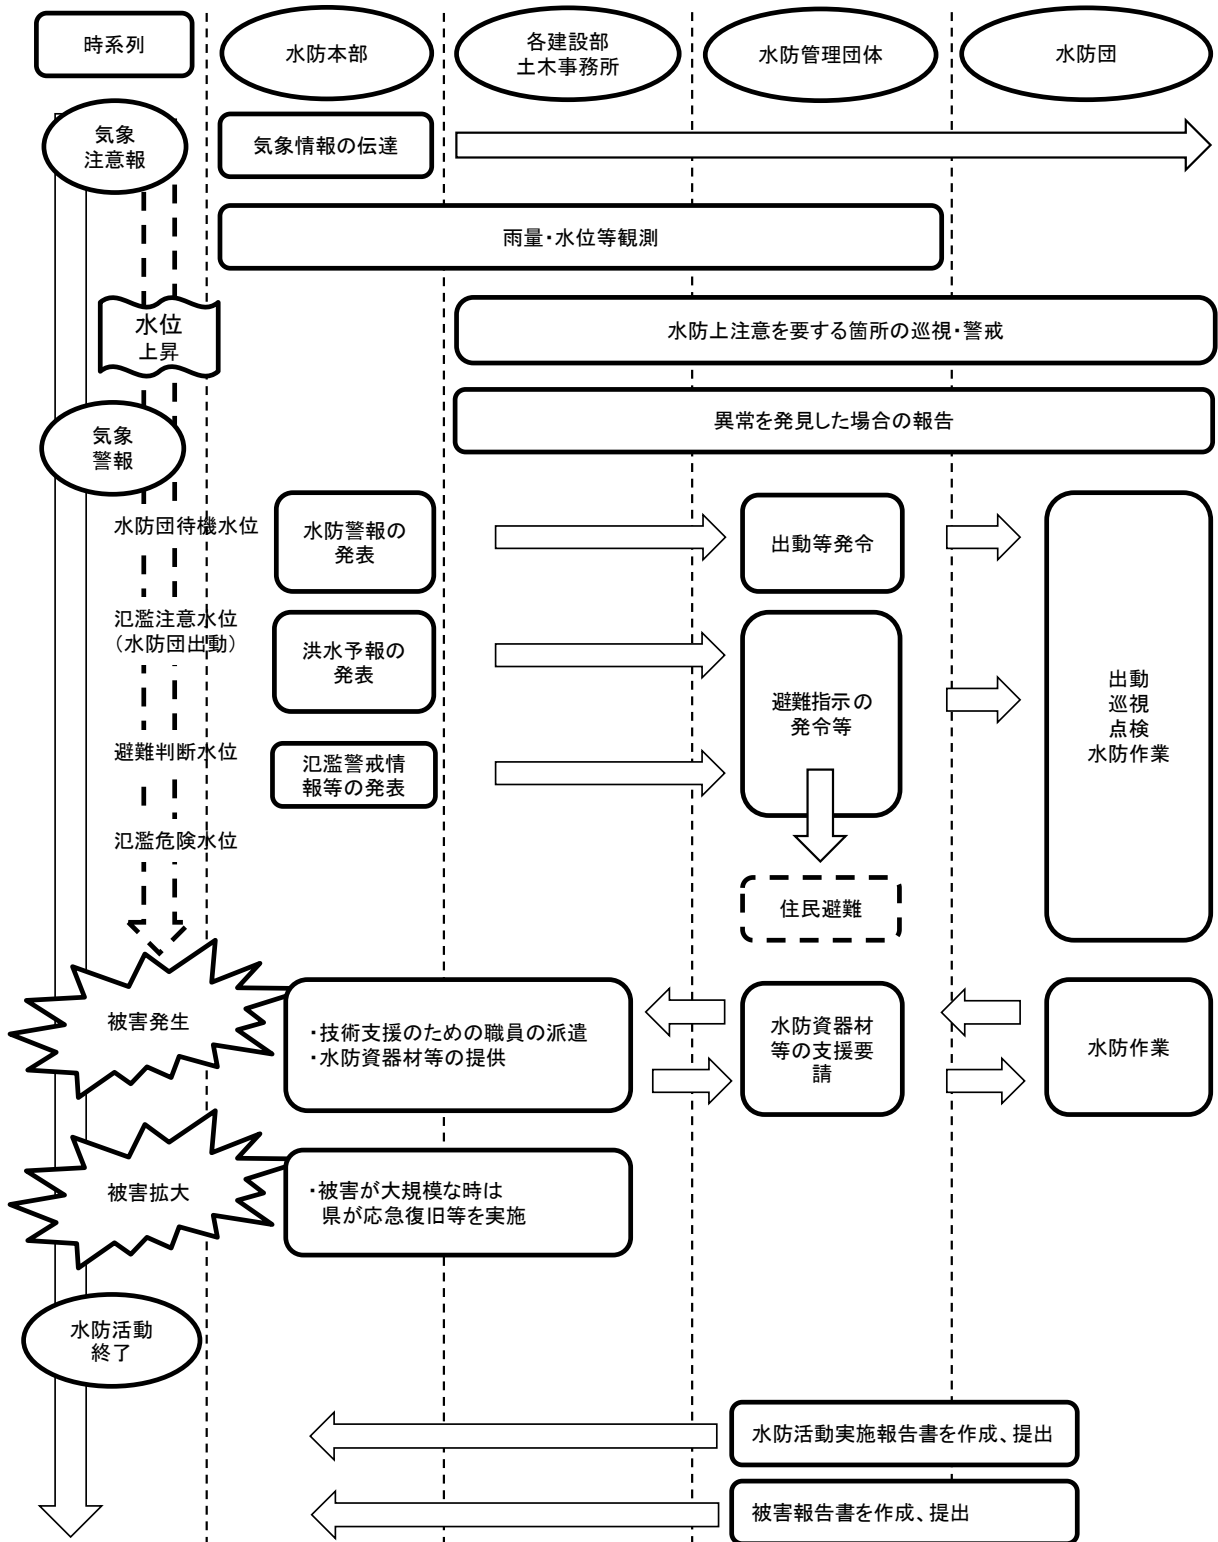 時系列
水防本部
各建設部
土木事務所
水防管理団体
水防団
気象
注意報
気象情報の伝達
雨量・水位等観測
水位
上昇
水防上注意を要する箇所の巡視・警戒
異常を発見した場合の報告
気象
警報
水防団待機水位
水防警報の
発表
出動等発令
氾濫注意水位
（水防団出動）
洪水予報の
発表
避難指示の
発令等
出動
巡視
点検
水防作業
避難判断水位
氾濫警戒情
報等の発表
氾濫危険水位
住民避難
被害発生
・技術支援のための職員の派遣
・水防資器材等の提供
水防資器材
等の支援要
請
水防作業
被害拡大
・被害が大規模な時は
県が応急復旧等を実施
水防活動
終了
水防活動実施報告書を作成、提出
被害報告書を作成、提出